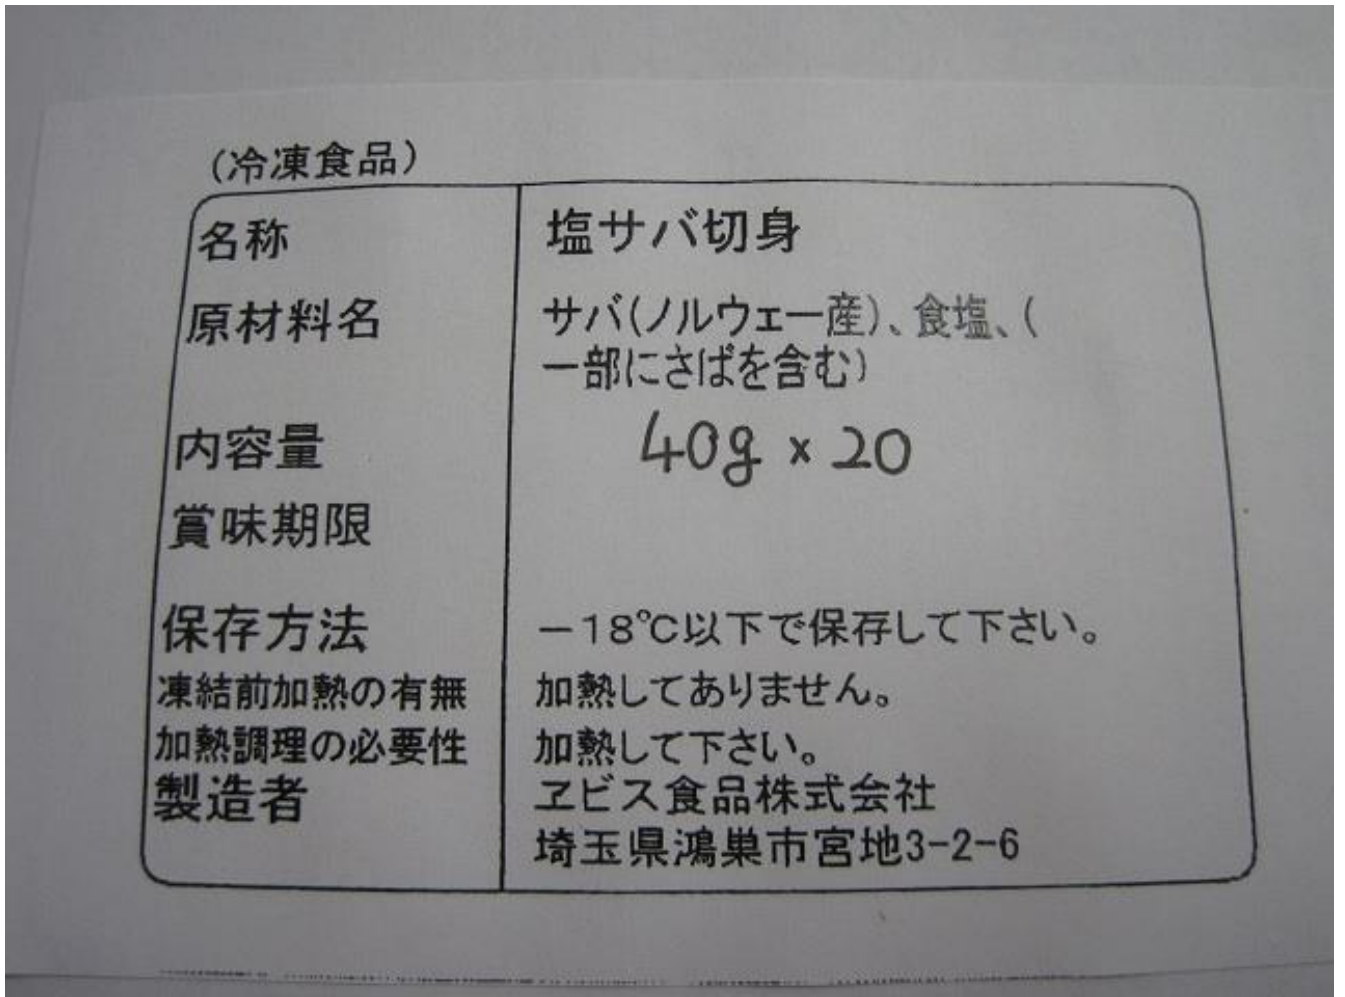 (冷凍食品)
名称 塩サバ切身
原材料名 サバ(ノルウェー産)、食塩、(
一部にさばを含む)
内容量 40g × 20
賞味期限
保存方法 −18℃以下で保存して下さい。
凍結前加熱の有無 加熱してありません。
加熱調理の必要性 加熱して下さい。
製造者 ヱビス食品株式会社
埼玉県鴻巣市宮地3-2-6